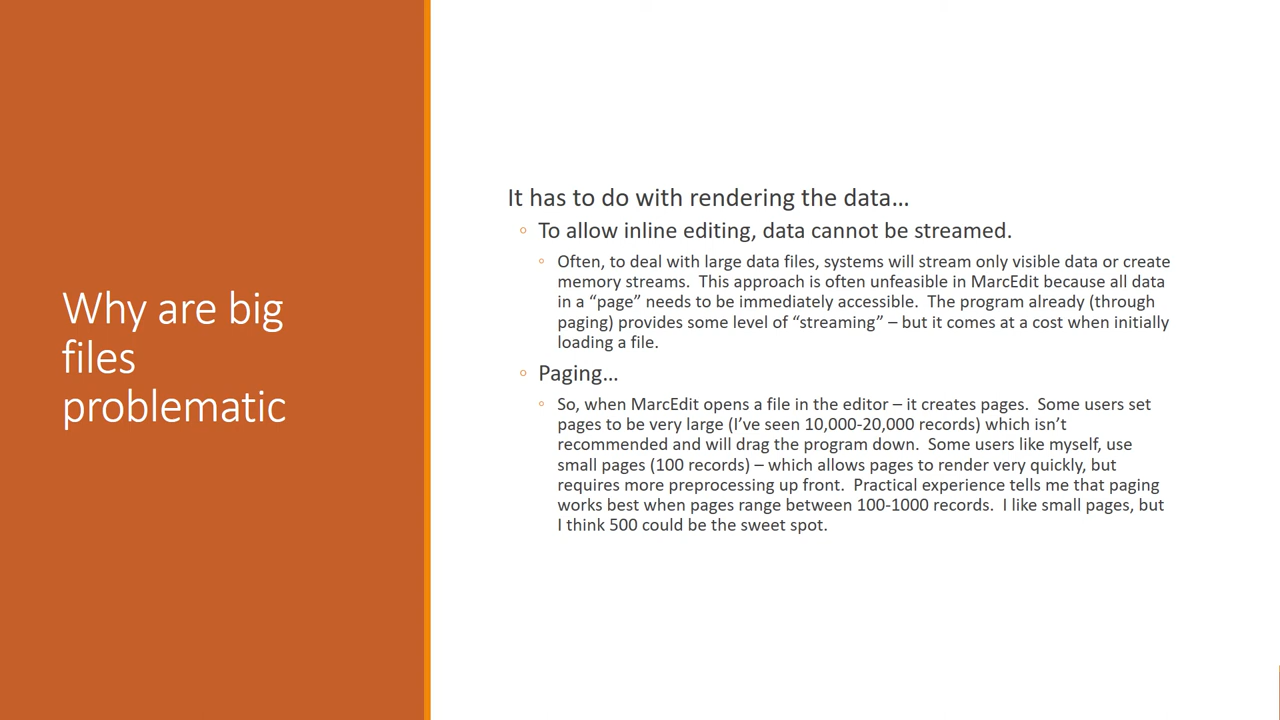 Why are big
files
problematic
It has to do with rendering the data…
◦ To allow inline editing, data cannot be streamed.
◦ Often, to deal with large data files, systems will stream only visible data or create
memory streams.  This approach is often unfeasible in MarcEdit because all data
in a “page” needs to be immediately accessible.  The program already (through
paging) provides some level of “streaming” – but it comes at a cost when initially
loading a file.
◦ Paging…
◦ So, when MarcEdit opens a file in the editor – it creates pages.  Some users set
pages to be very large (I’ve seen 10,000-20,000 records) which isn’t
recommended and will drag the program down.  Some users like myself, use
small pages (100 records) – which allows pages to render very quickly, but
requires more preprocessing up front.  Practical experience tells me that paging
works best when pages range between 100-1000 records.  I like small pages, but
I think 500 could be the sweet spot.